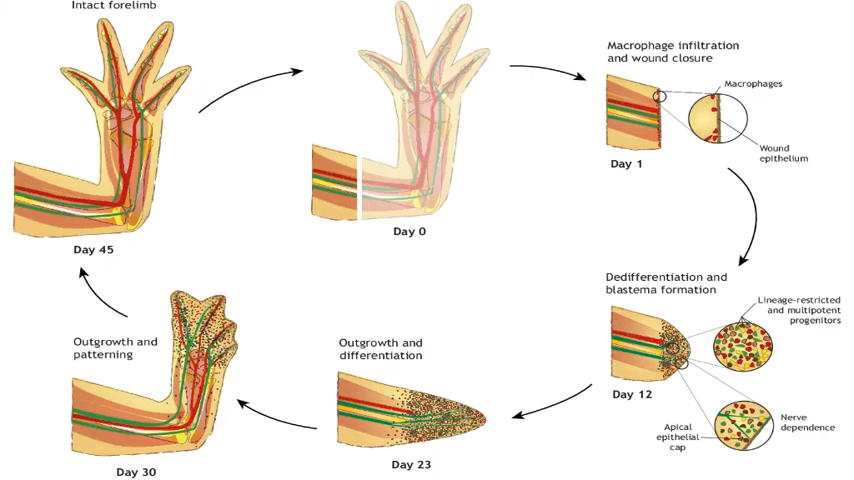 Intact forelimb
Day 45
Day 0
Macrophage infiltration
and wound closure
Macrophages
Wound
epithelium
Day 1
Dedifferentiation and
blastema formation
Lineage-restricted
and multipotent
progenitors
Day 12
Apical
epithelial
cap
Nerve
dependence
Outgrowth and
differentiation
Day 23
Outgrowth and
patterning
Day 30